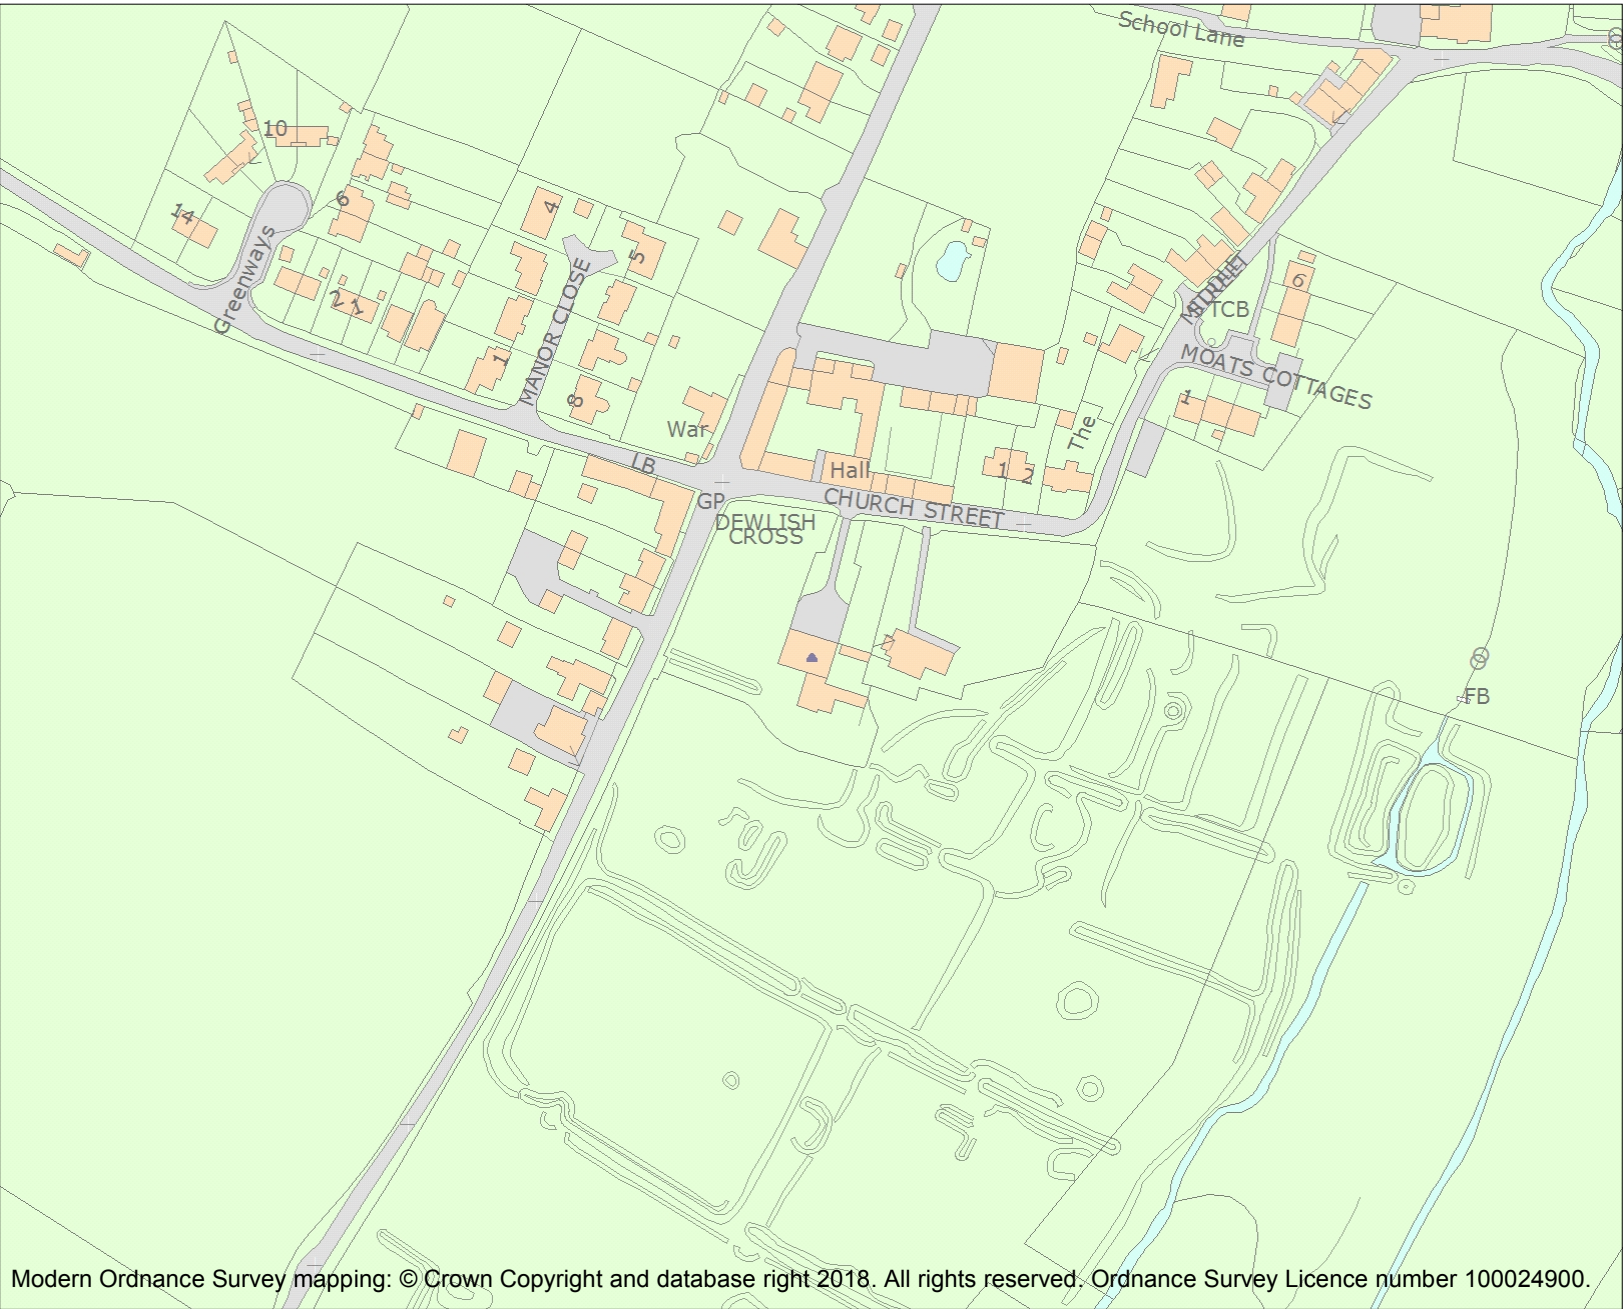 School Lane
10
6
14
4
5
Greenways
2
1
MANOR CLOSE
1
8
6
TCB
MOATS COTTAGES
1
War
The
LB
Hall
1
2
GP
CHURCH STREET
DEWLISH
CROSS
FB
Modern Ordnance Survey mapping: © Crown Copyright and database right 2018. All rights reserved. Ordnance Survey Licence number 100024900.